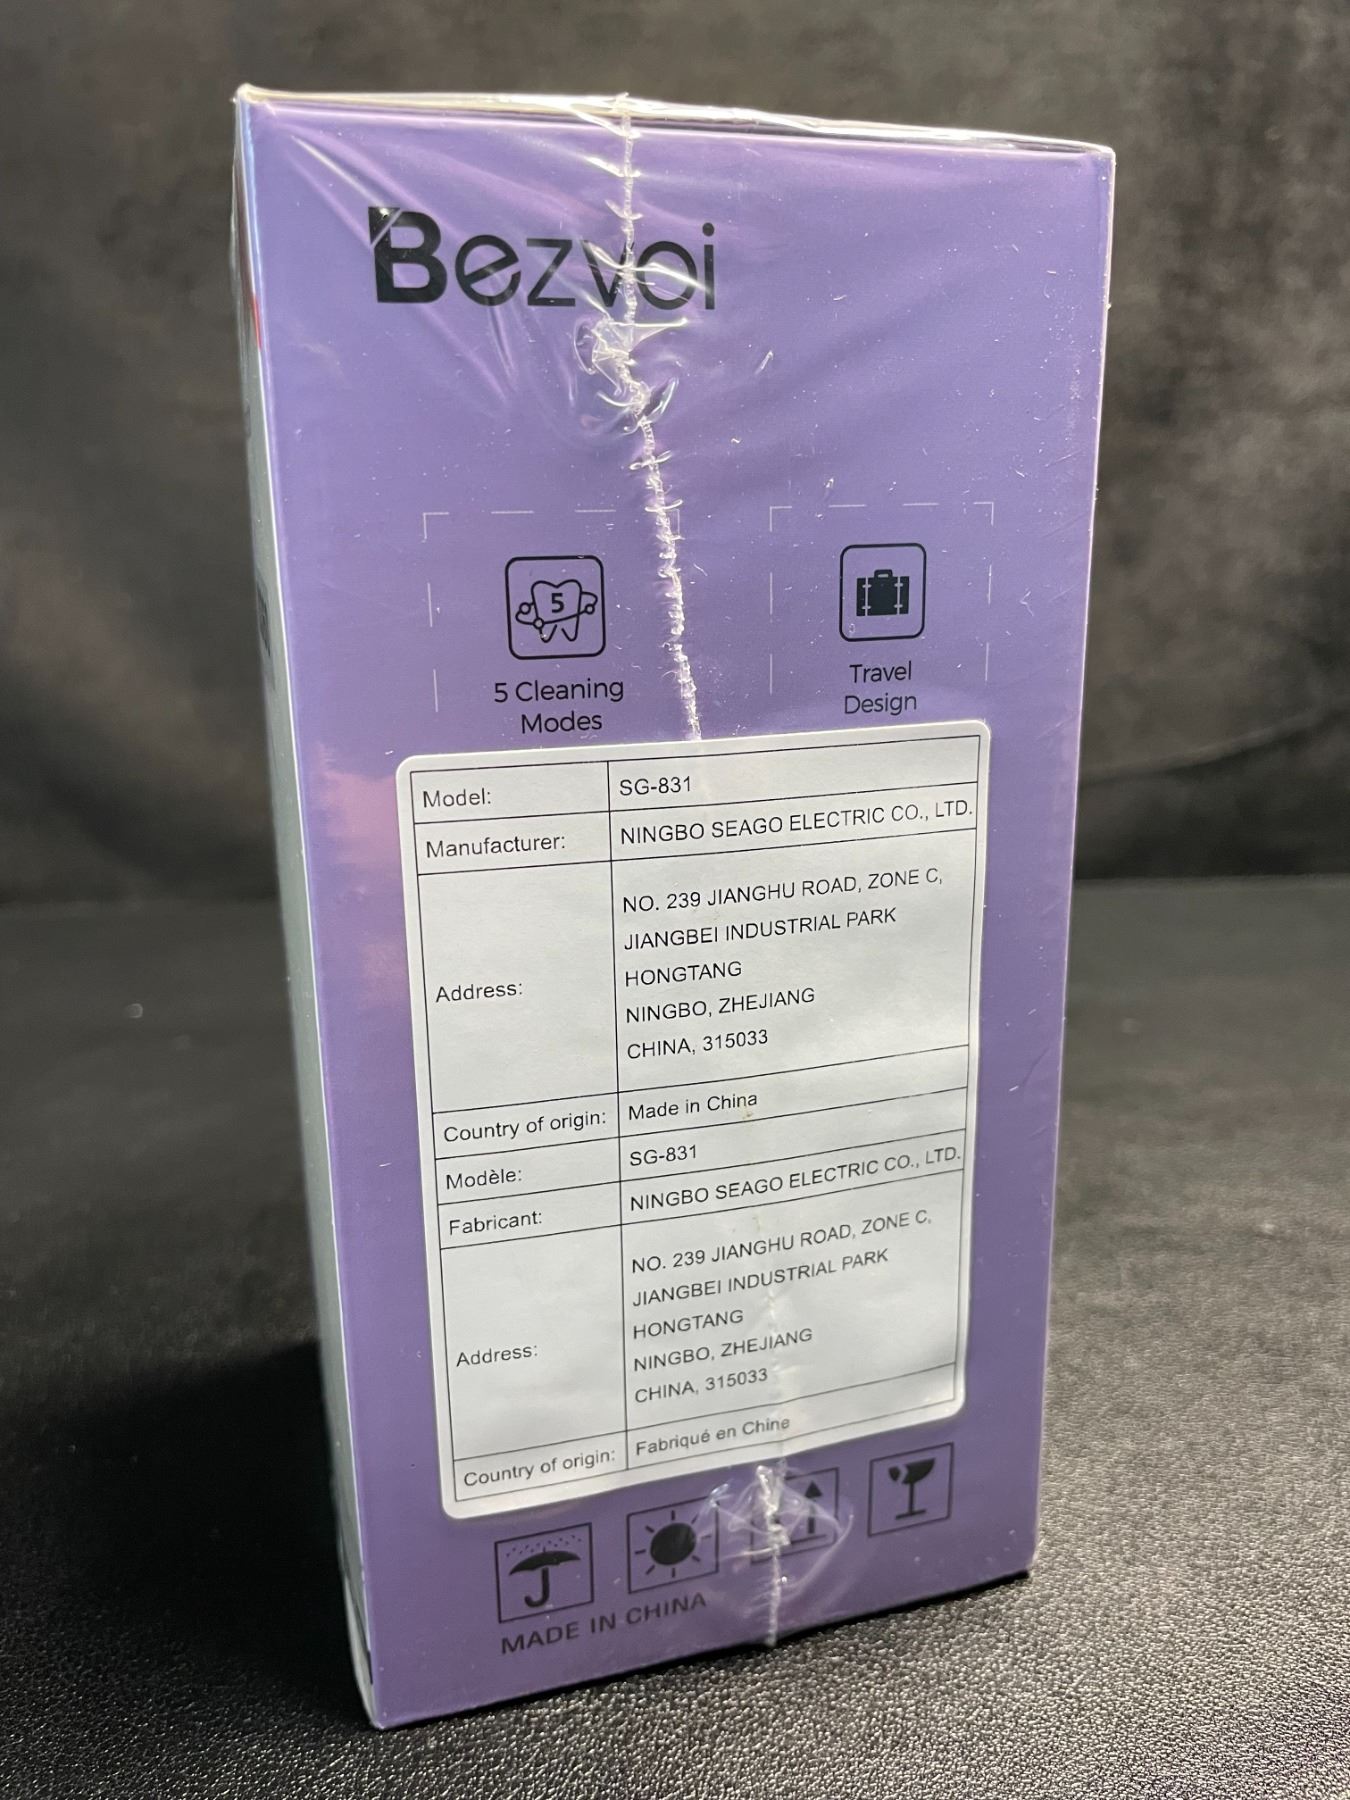 Bezvoi
5
5 Cleaning
Modes
Travel
Design
Model: SG-831
Manufacturer: NINGBO SEAGO ELECTRIC CO., LTD.
Address: NO. 239 JIANGHU ROAD, ZONE C,
JIANGBEI INDUSTRIAL PARK
HONGTANG
NINGBO, ZHEJIANG
CHINA, 315033
Country of origin: Made in China
Modèle: SG-831
Fabricant: NINGBO SEAGO ELECTRIC CO., LTD.
Address: NO. 239 JIANGHU ROAD, ZONE C,
JIANGBEI INDUSTRIAL PARK
HONGTANG
NINGBO, ZHEJIANG
CHINA, 315033
Country of origin: Fabriqué en Chine
MADE IN CHINA